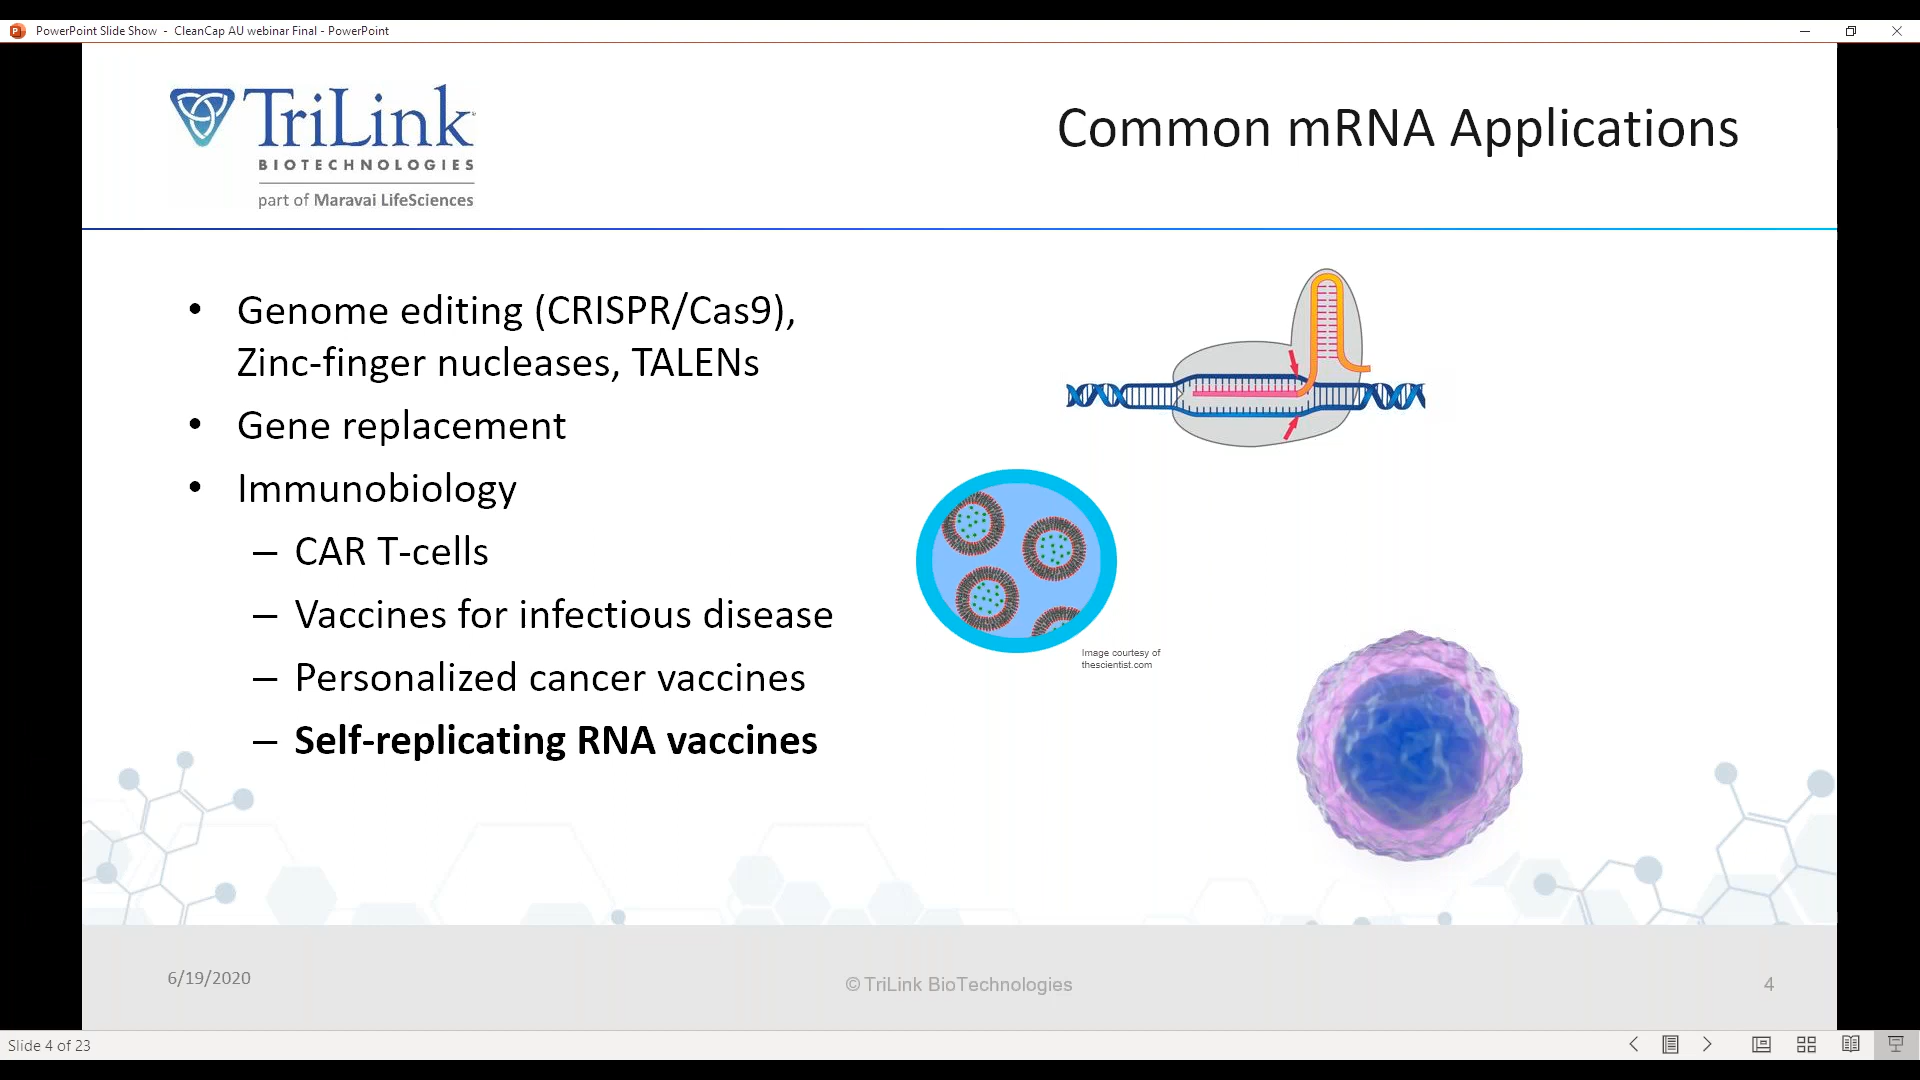 PowerPoint Slide Show - CleanCap AU webinar Final - PowerPoint
TriLink
BIOTECHNOLOGIES
part of Maravai LifeSciences
Common mRNA Applications
• Genome editing (CRISPR/Cas9),
Zinc-finger nucleases, TALENs
• Gene replacement
• Immunobiology
– CAR T-cells
– Vaccines for infectious disease
– Personalized cancer vaccines
– Self-replicating RNA vaccines
Image courtesy of
thescientist.com
6/19/2020
© TriLink BioTechnologies
4
Slide 4 of 23